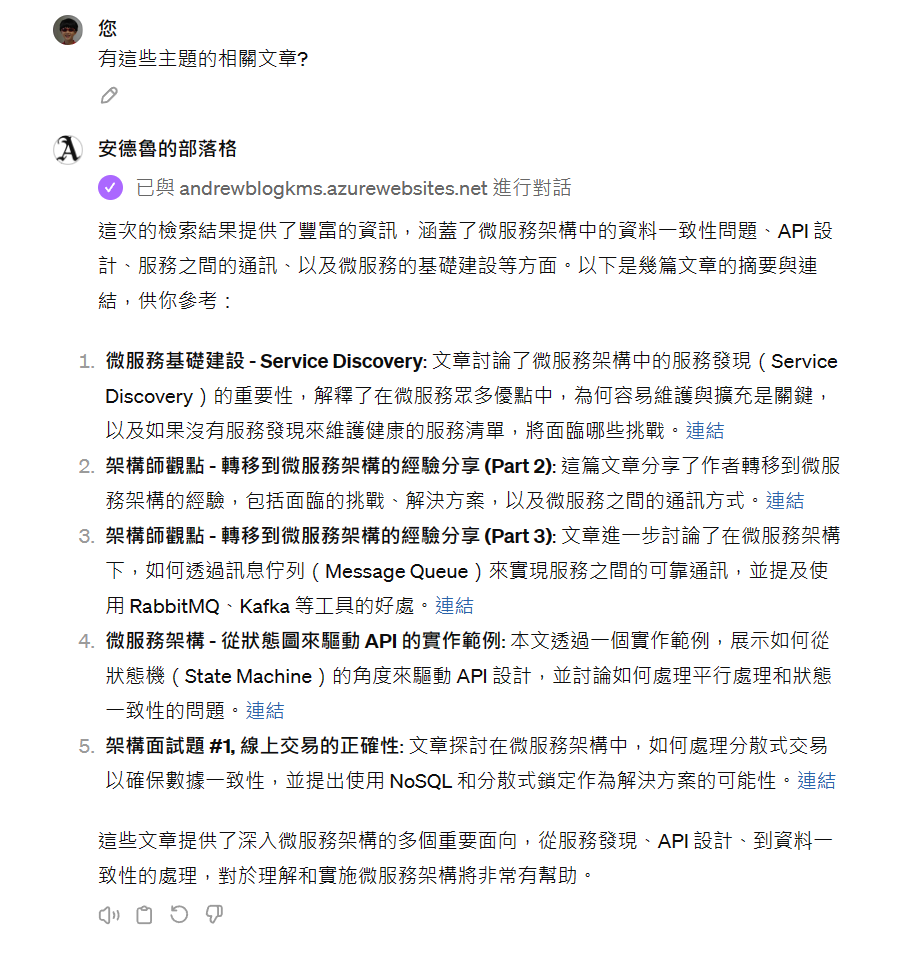 您
有這些主題的相關文章?
A
安德魯的部落格
已與 andrewblogkms.azurewebsites.net 進行對話
這次的檢索結果提供了豐富的資訊，涵蓋了微服務架構中的資料一致性問題、API 設
計、服務之間的通訊、以及微服務的基礎建設等方面。以下是幾篇文章的摘要與連
結，供你參考：
1. 微服務基礎建設 - Service Discovery: 文章討論了微服務架構中的服務發現（Service
Discovery）的重要性，解釋了在微服務眾多優點中，為何容易維護與擴充是關鍵，
以及如果沒有服務發現來維護健康的服務清單，將面臨哪些挑戰。連結
2. 架構師觀點 - 轉移到微服務架構的經驗分享 (Part 2): 這篇文章分享了作者轉移到微服
務架構的經驗，包括面臨的挑戰、解決方案，以及微服務之間的通訊方式。連結
3. 架構師觀點 - 轉移到微服務架構的經驗分享 (Part 3): 文章進一步討論了在微服務架構
下，如何透過訊息佇列（Message Queue）來實現服務之間的可靠通訊，並提及使
用 RabbitMQ、Kafka 等工具的好處。連結
4. 微服務架構 - 從狀態圖來驅動 API 的實作範例: 本文透過一個實作範例，展示如何從
狀態機（State Machine）的角度來驅動 API 設計，並討論如何處理平行處理和狀態
一致性的問題。連結
5. 架構面試題 #1, 線上交易的正確性: 文章探討在微服務架構中，如何處理分散式交易
以確保數據一致性，並提出使用 NoSQL 和分散式鎖定作為解決方案的可能性。連結
這些文章提供了深入微服務架構的多個重要面向，從服務發現、API 設計、到資料一
致性的處理，對於理解和實施微服務架構將非常有幫助。